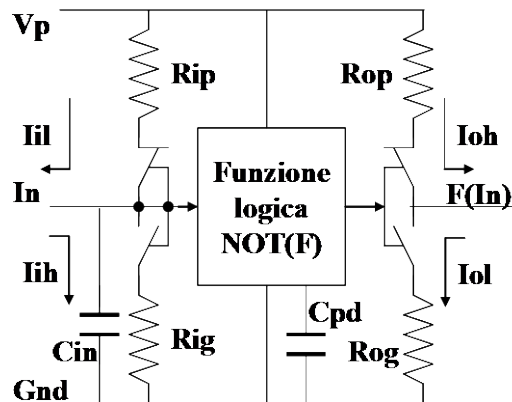 Vp
Rip
Rop
Iil
Ioh
Funzione
logica
NOT(F)
In
F(In)
Iih
Iol
Cpd
Cin
Rig
Rog
Gnd